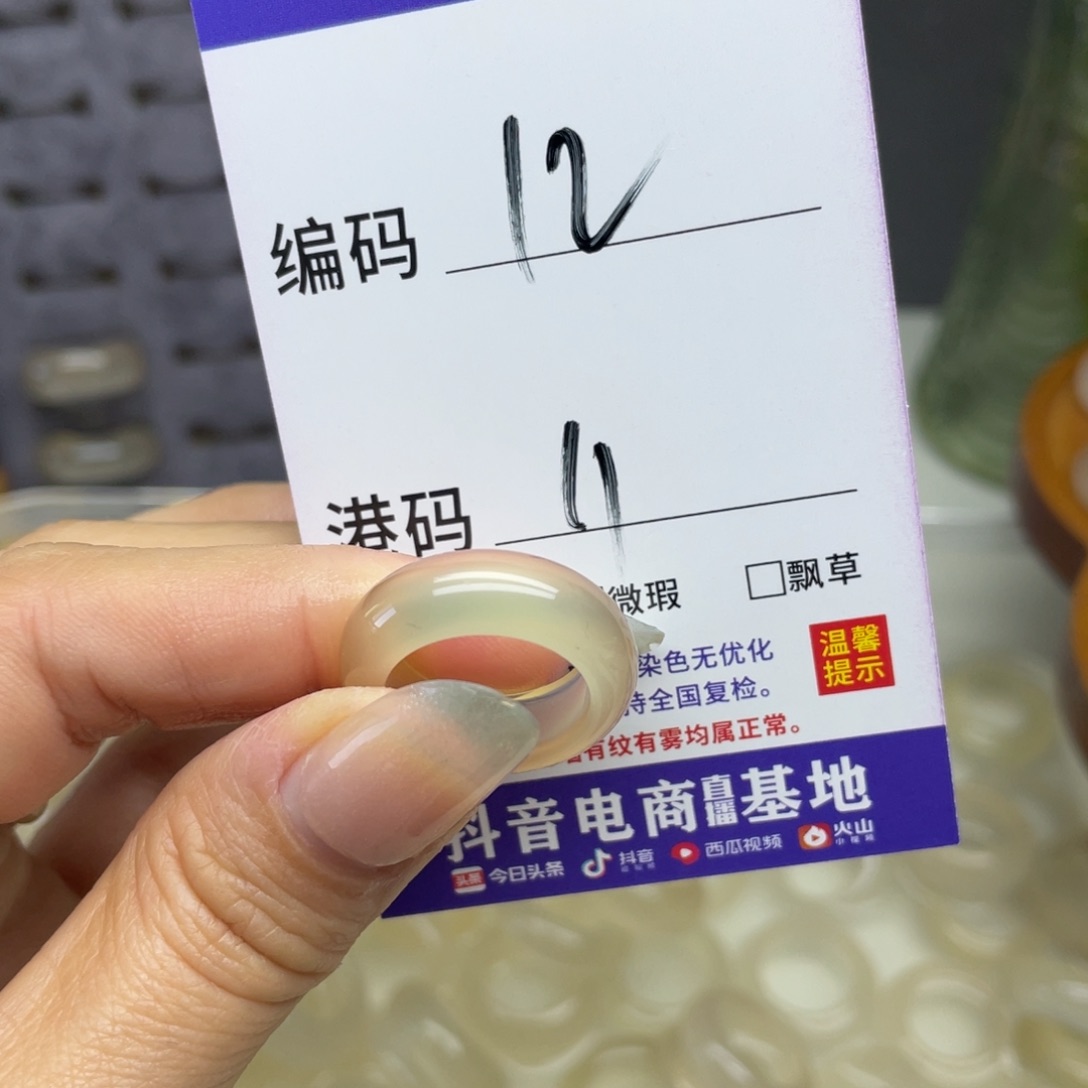 编码 12
港码
微瑕 □飘草
染色无优化
持全国复检。
有纹有雾均属正常。
温馨
提示
抖音电商直播基地
头条 今日头条 抖音 西瓜视频 火山